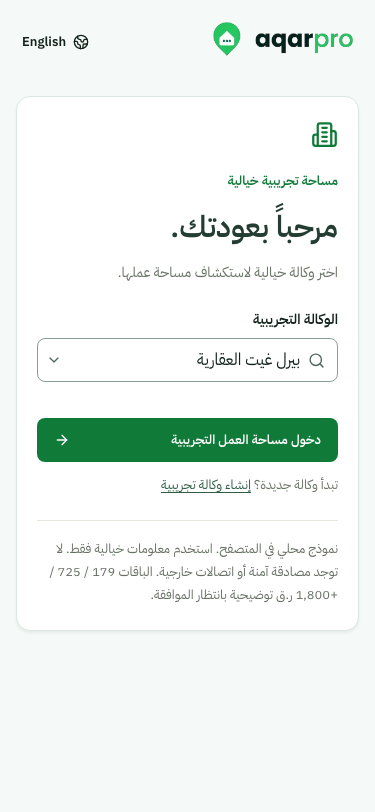 aqarpro
English
مساحة تجريبية خيالية
مرحباً بعودتك.
اختر وكالة خيالية لاستكشاف مساحة عملها.
الوكالة التجريبية
بيرل غيت العقارية
دخول مساحة العمل التجريبية
تبدأ وكالة جديدة؟ إنشاء وكالة تجريبية
نموذج محلي في المتصفح. استخدم معلومات خيالية فقط. لا
توجد مصادقة آمنة أو اتصالات خارجية. الباقات 179 / 725 /
1,800+ ر.ق توضيحية بانتظار الموافقة.